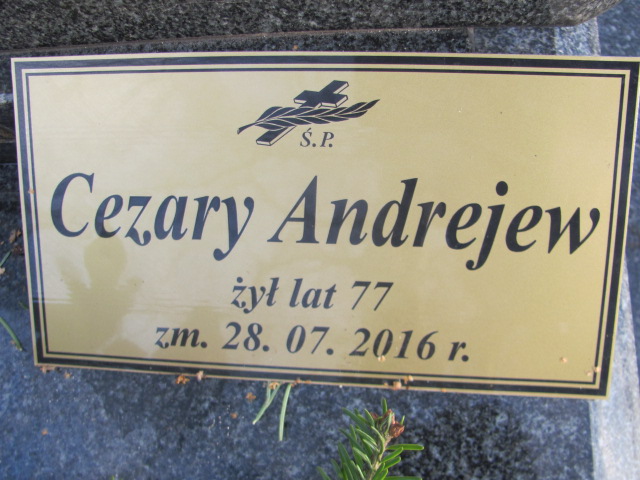 Ś.P.
Cezary Andrejew
żył lat 77
zm. 28. 07. 2016 r.